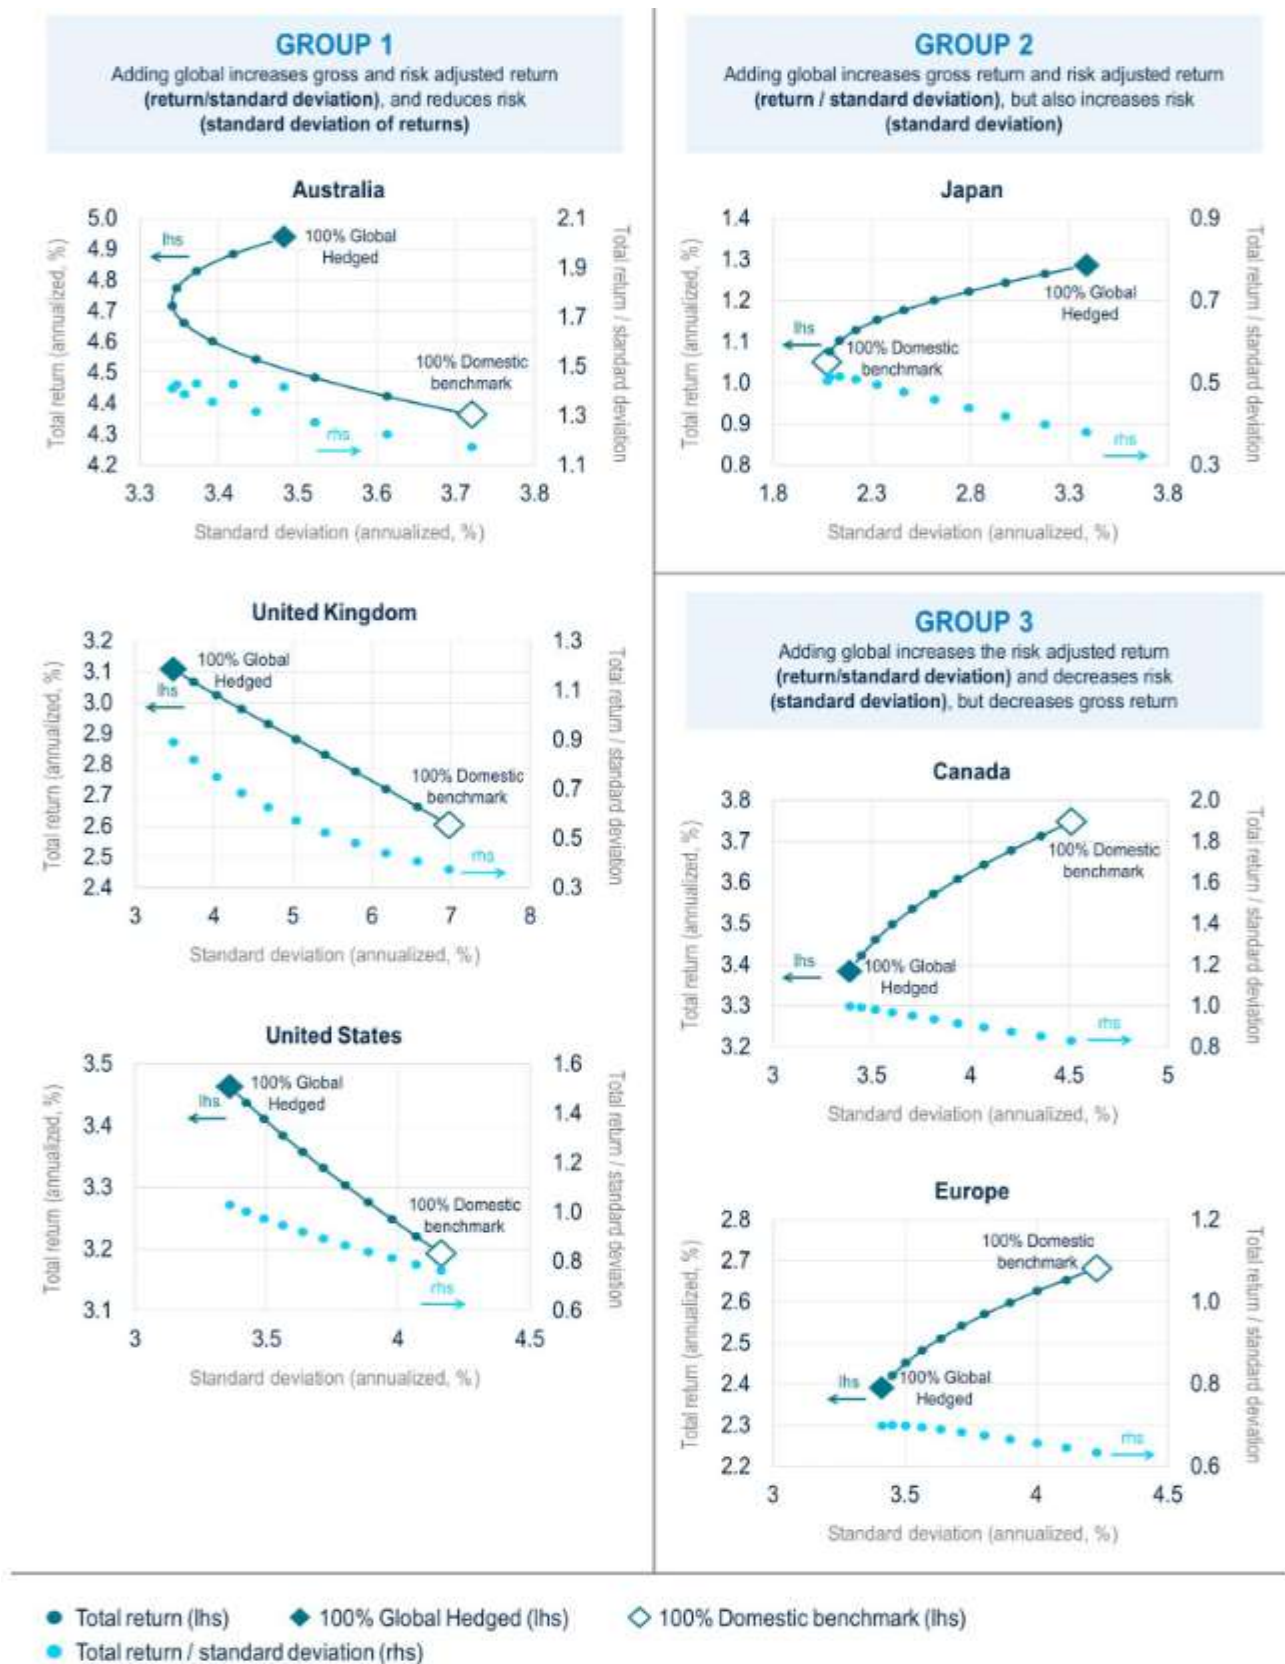 GROUP 1
Adding global increases gross and risk adjusted return
(return/standard deviation), and reduces risk
(standard deviation of returns)
Australia
Total return (annualized, %)
5.0
4.9
4.8
4.7
4.6
4.5
4.4
4.3
4.2
lhs
100% Global
Hedged
100% Domestic
benchmark
rhs
2.1
1.9
1.7
1.5
1.3
1.1
Total return / standard deviation
3.3 3.4 3.5 3.6 3.7 3.8
Standard deviation (annualized, %)
United Kingdom
Total return (annualized, %)
3.2
3.1
3.0
2.9
2.8
2.7
2.6
2.5
2.4
100% Global
Hedged
lhs
100% Domestic
benchmark
rhs
1.3
1.1
0.9
0.7
0.5
0.3
Total return / standard deviation
3 4 5 6 7 8
Standard deviation (annualized, %)
United States
Total return (annualized, %)
3.5
3.4
3.3
3.2
3.1
100% Global
Hedged
lhs
100% Domestic
benchmark
rhs
1.6
1.4
1.2
1.0
0.8
0.6
Total return / standard deviation
3 3.5 4 4.5
Standard deviation (annualized, %)
GROUP 2
Adding global increases gross return and risk adjusted return
(return / standard deviation), but also increases risk
(standard deviation)
Japan
Total return (annualized, %)
1.4
1.3
1.2
1.1
1.0
0.9
0.8
100% Global
Hedged
lhs
100% Domestic
benchmark
rhs
0.9
0.7
0.5
0.3
Total return / standard deviation
1.8 2.3 2.8 3.3 3.8
Standard deviation (annualized, %)
GROUP 3
Adding global increases the risk adjusted return
(return/standard deviation) and decreases risk
(standard deviation), but decreases gross return
Canada
Total return (annualized, %)
3.8
3.7
3.6
3.5
3.4
3.3
3.2
100% Domestic
benchmark
lhs
100% Global
Hedged
rhs
2.0
1.8
1.6
1.4
1.2
1.0
0.8
Total return / standard deviation
3 3.5 4 4.5 5
Standard deviation (annualized, %)
Europe
Total return (annualized, %)
2.8
2.7
2.6
2.5
2.4
2.3
2.2
100% Domestic
benchmark
lhs
100% Global
Hedged
rhs
1.2
1.0
0.8
0.6
Total return / standard deviation
3 3.5 4 4.5
Standard deviation (annualized, %)
Total return (lhs) 100% Global Hedged (lhs) 100% Domestic benchmark (lhs)
Total return / standard deviation (rhs)